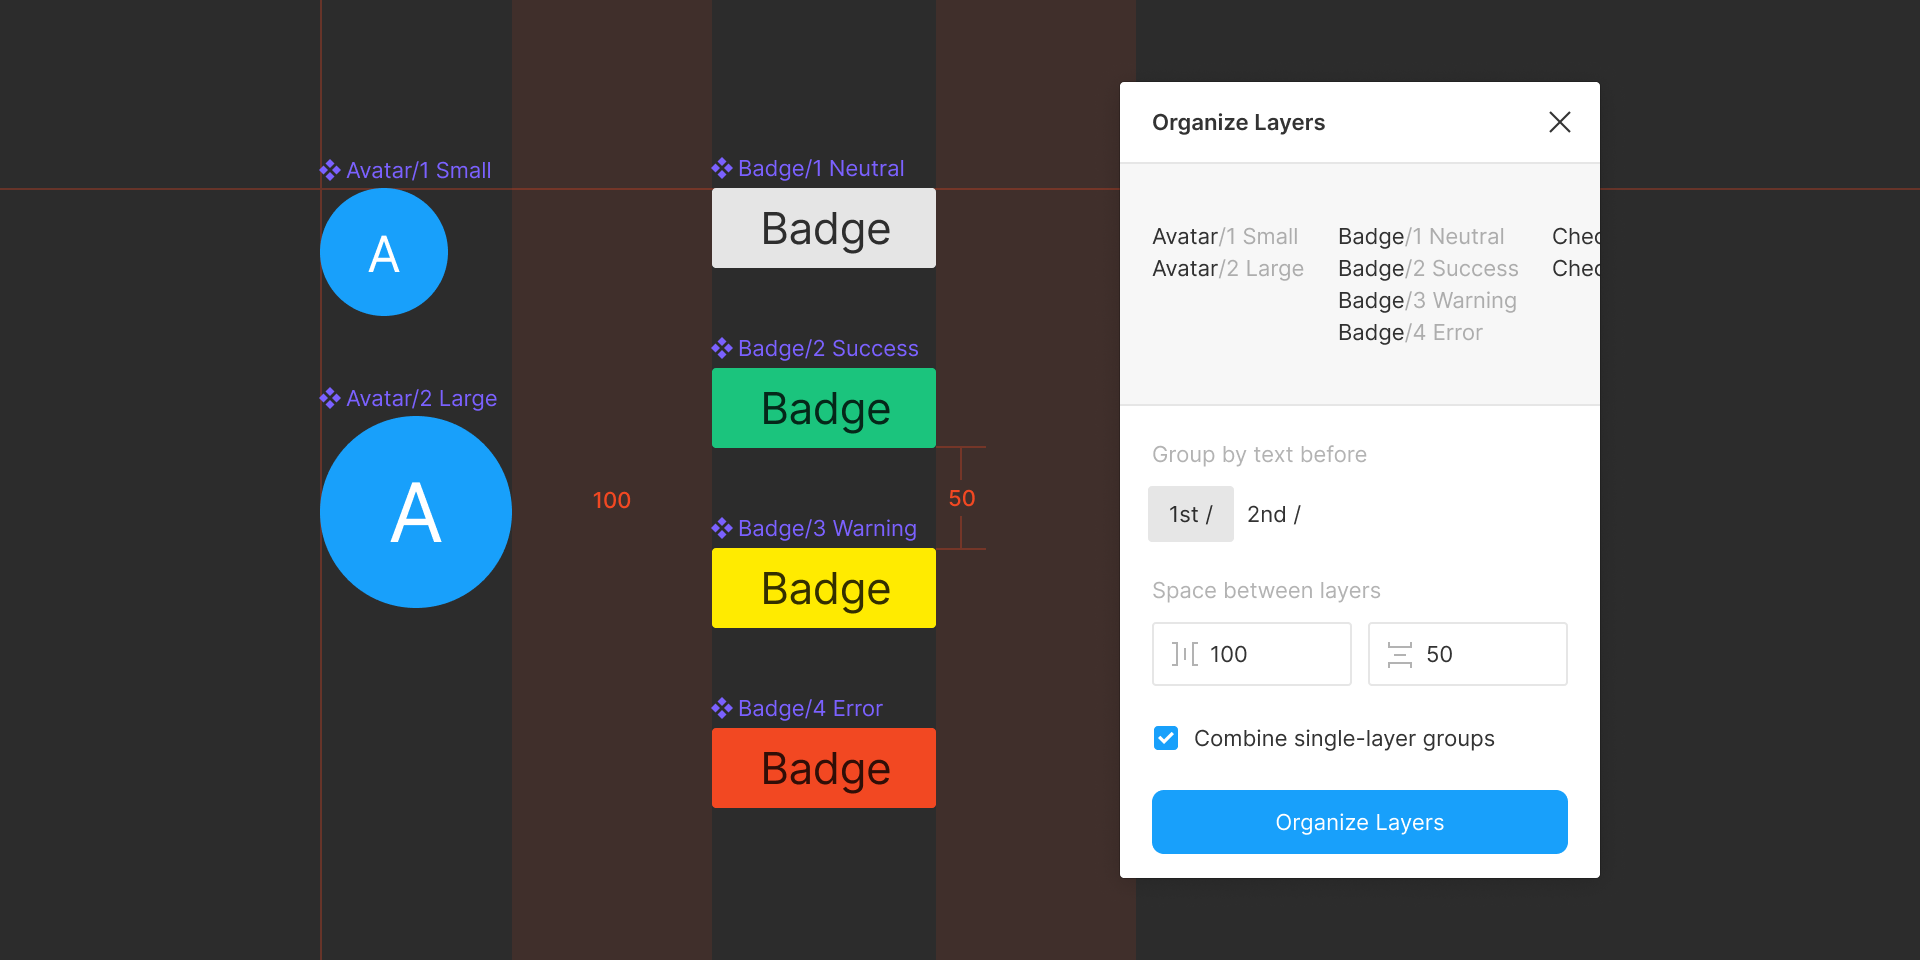 Avatar/1 Small
A
Avatar/2 Large
A
100
Badge/1 Neutral
Badge
Badge/2 Success
Badge
50
Badge/3 Warning
Badge
Badge/4 Error
Badge
Organize Layers
Avatar/1 Small Badge/1 Neutral
Avatar/2 Large Badge/2 Success
Badge/3 Warning
Badge/4 Error
Group by text before
1st / 2nd /
Space between layers
100 50
Combine single-layer groups
Organize Layers